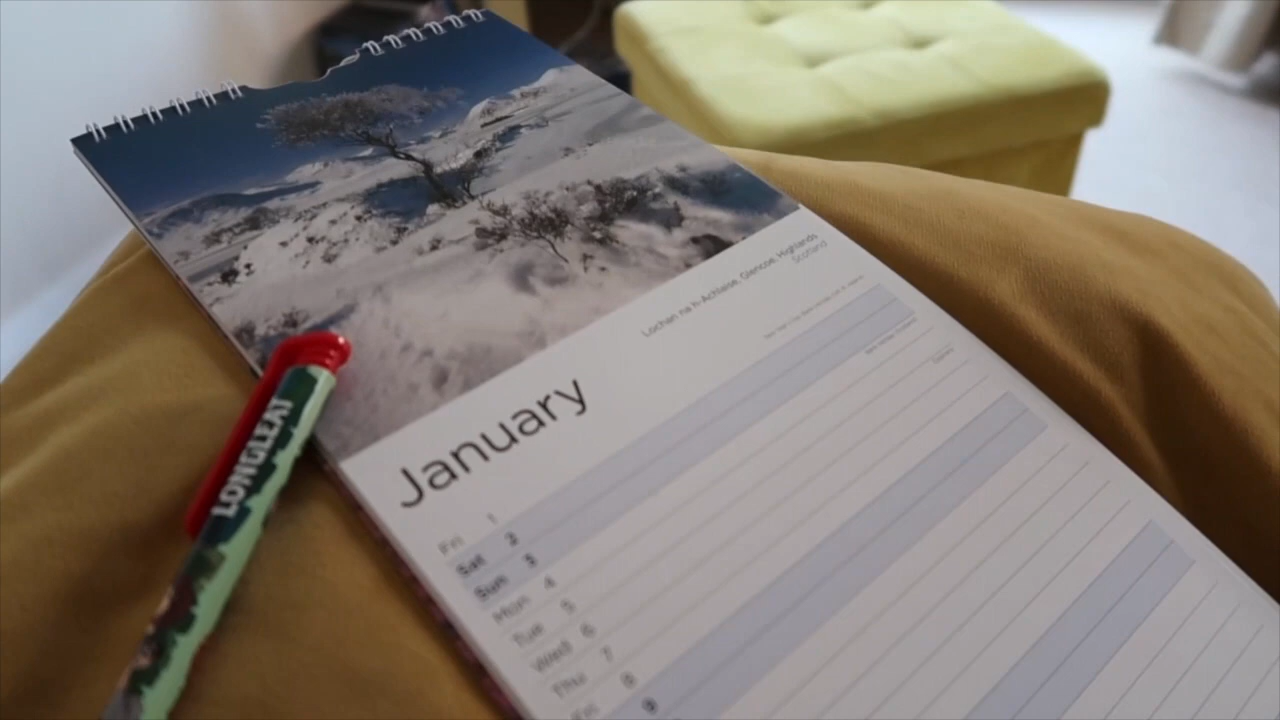 Lochan na h-Achlaise, Glencoe, Highlands
Scotland
January
Fri 1
Sat 2
Sun 3
Mon 4
Tue 5
Wed 6
Thu 7
Fri 8
9
LONGLEAT